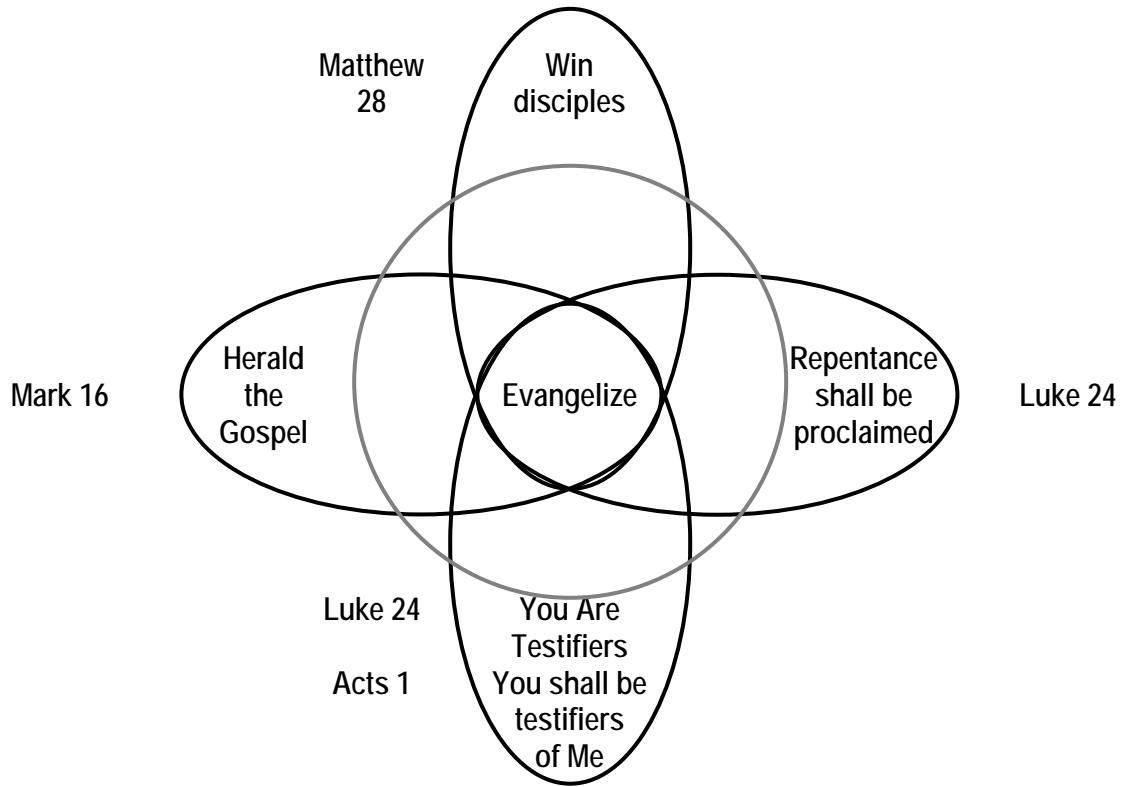 Matthew
28
Win
disciples
Mark 16
Herald
the
Gospel
Evangelize
Repentance
shall be
proclaimed
Luke 24
Luke 24
Acts 1
You Are
Testifiers
You shall be
testifiers
of Me